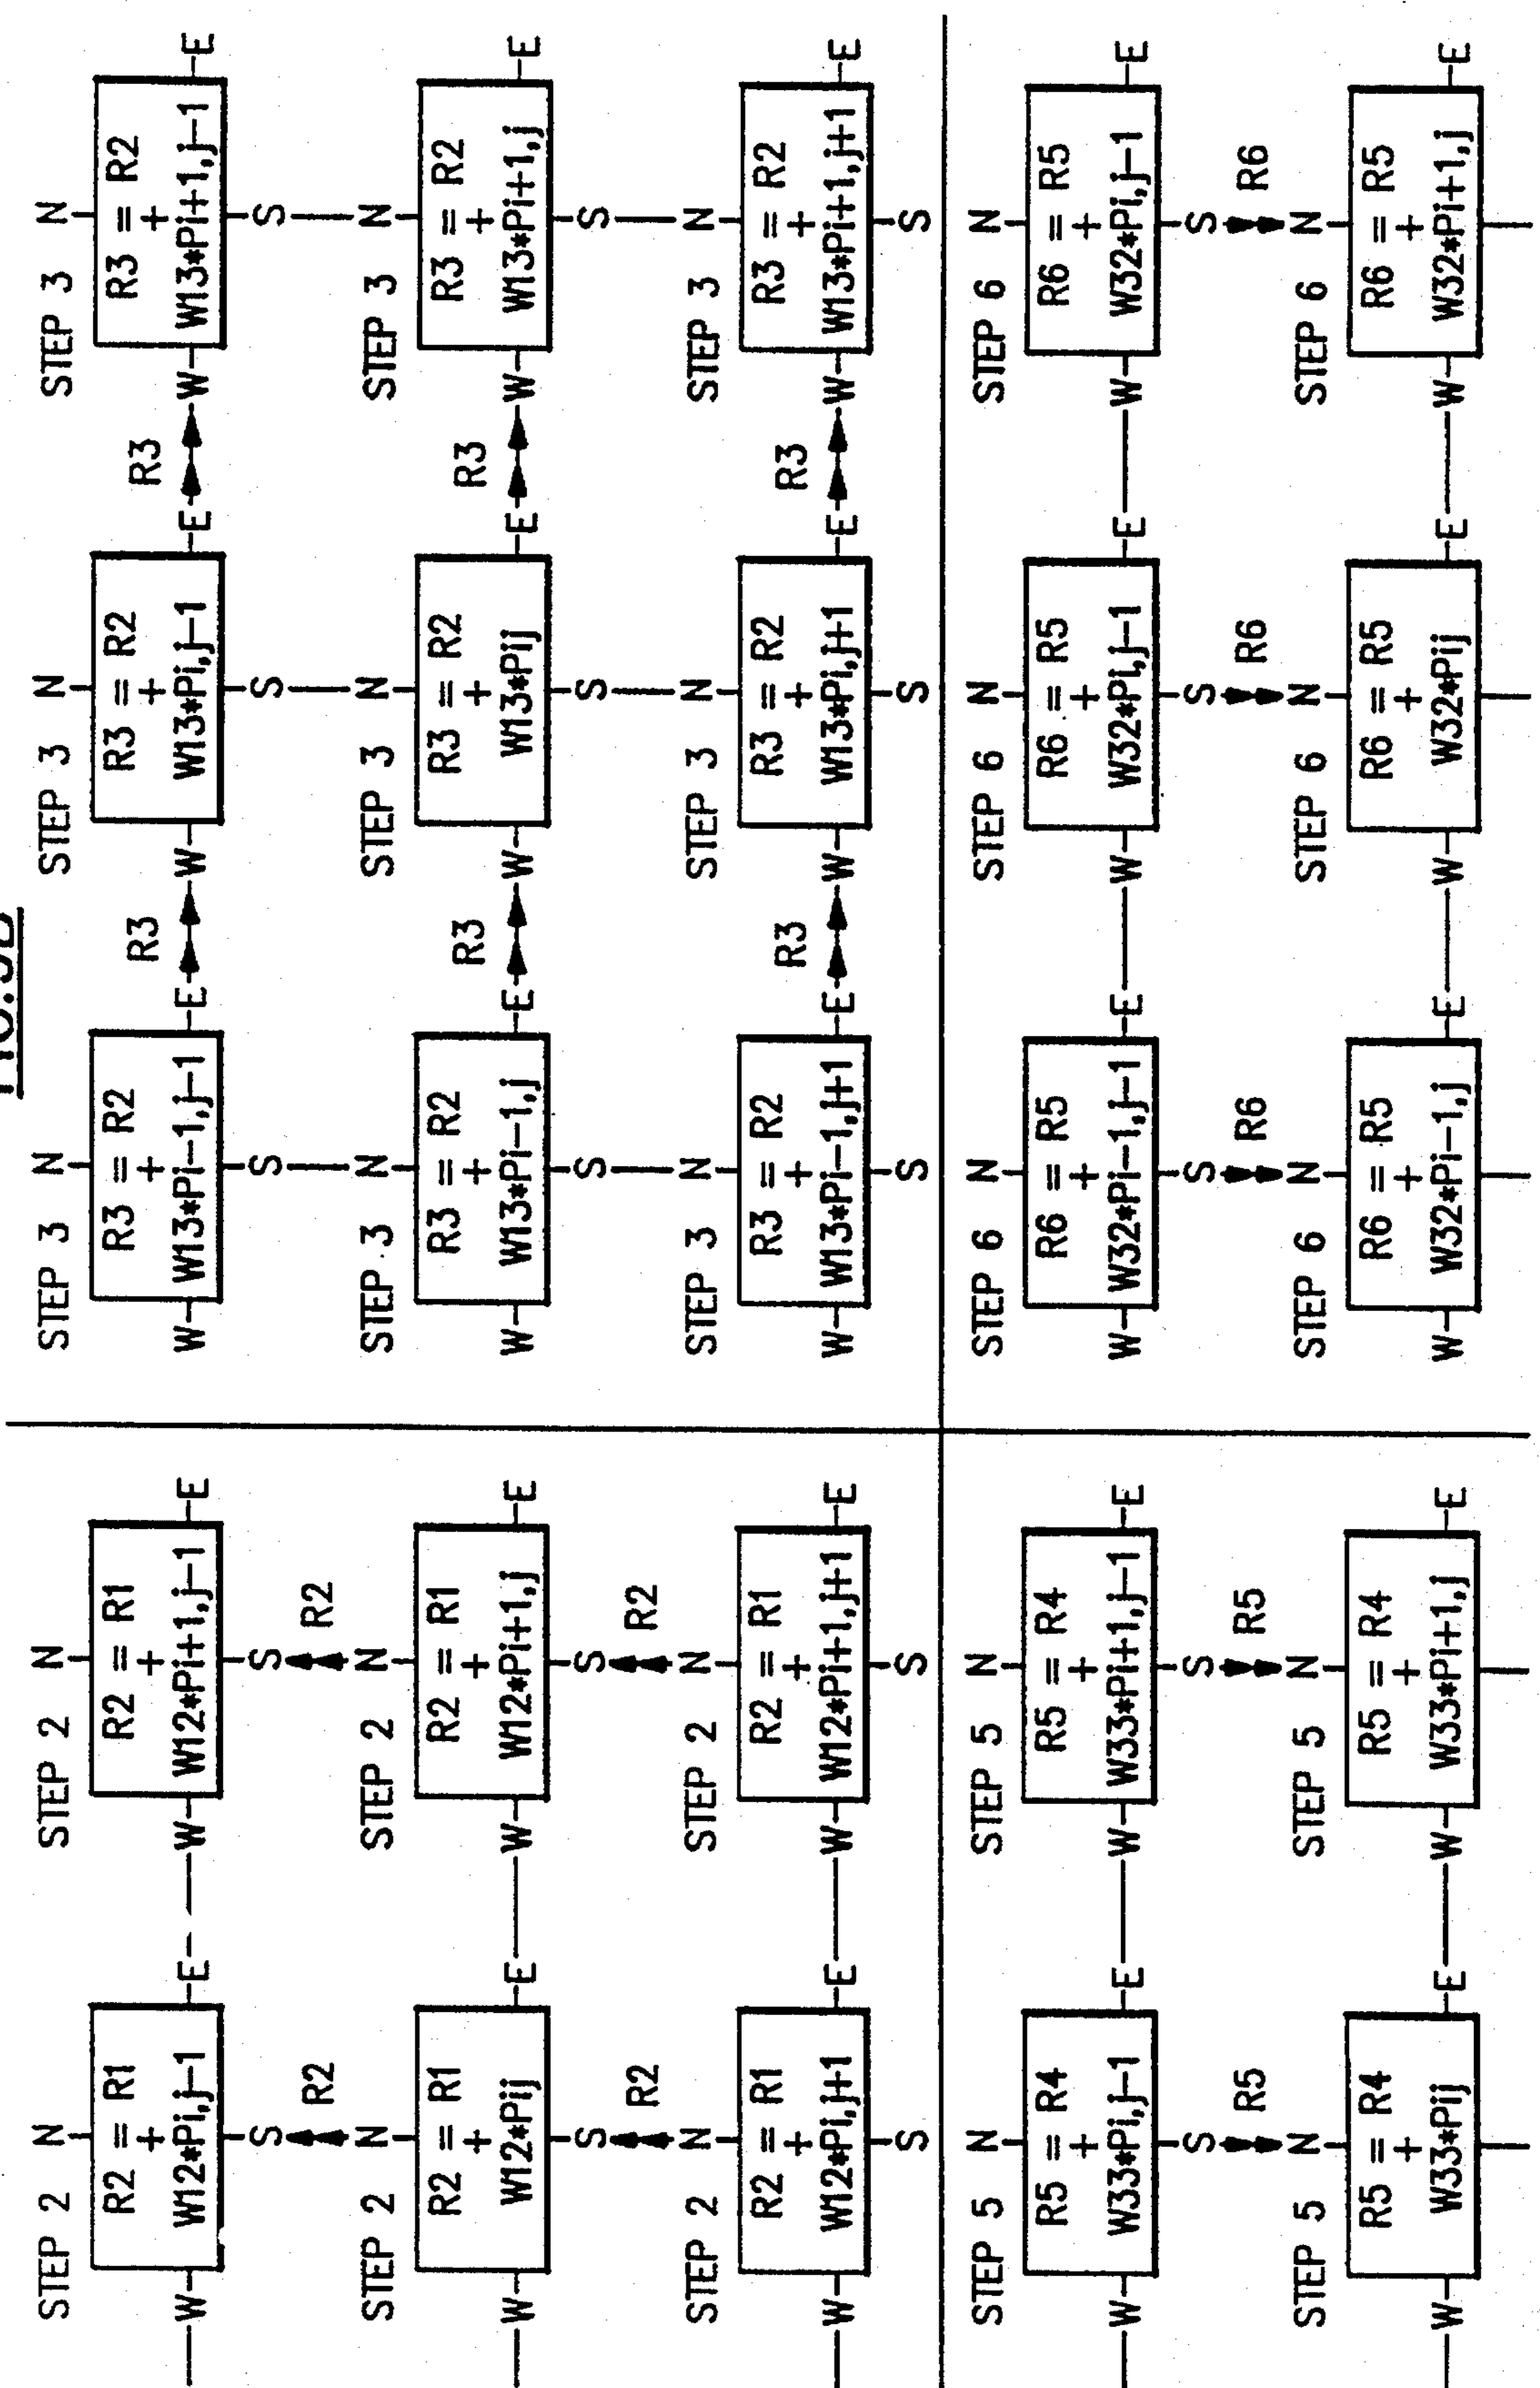 STEP 2 N STEP 2 N STEP 3 N STEP 3 N STEP 3 N
R2 = R1 R2 = R1 R3 = R2 R3 = R2 R3 = R2
+ + + R3 + R3 +
W W12*Pi,j-1 E W W12*Pi+1,j-1 E W W13*Pi-1,j-1 E W W13*Pi,j-1 E W W13*Pi+1,j-1 E
S S S S S
R2 R2
STEP 2 N STEP 2 N STEP 3 N STEP 3 N STEP 3 N
R2 = R1 R2 = R1 R3 = R2 R3 = R2 R3 = R2
+ + + R3 + R3 +
W W12*Pij E W W12*Pi+1,j E W W13*Pi-1,j E W W13*Pij E W W13*Pi+1,j E
S S S S S
R2 R2
STEP 2 N STEP 2 N STEP 3 N STEP 3 N STEP 3 N
R2 = R1 R2 = R1 R3 = R2 R3 = R2 R3 = R2
+ + + R3 + R3 +
W W12*Pi,j+1 E W W12*Pi+1,j+1 E W W13*Pi-1,j+1 E W W13*Pi,j+1 E W W13*Pi+1,j+1 E
S S S S S
STEP 5 N STEP 5 N STEP 6 N STEP 6 N STEP 6 N
R5 = R4 R5 = R4 R6 = R5 R6 = R5 R6 = R5
+ + + + +
W W33*Pi,j-1 E W W33*Pi+1,j-1 E W W32*Pi-1,j-1 E W W32*Pi,j-1 E W W32*Pi,j-1 E
S S S S S
R5 R5 R6 R6 R6
STEP 5 N STEP 5 N STEP 6 N STEP 6 N STEP 6 N
R5 = R4 R5 = R4 R6 = R5 R6 = R5 R6 = R5
+ + + + +
W W33*Pij E W W33*Pi+1,j E W W32*Pi-1,j E W W32*Pij E W W32*Pi+1,j E